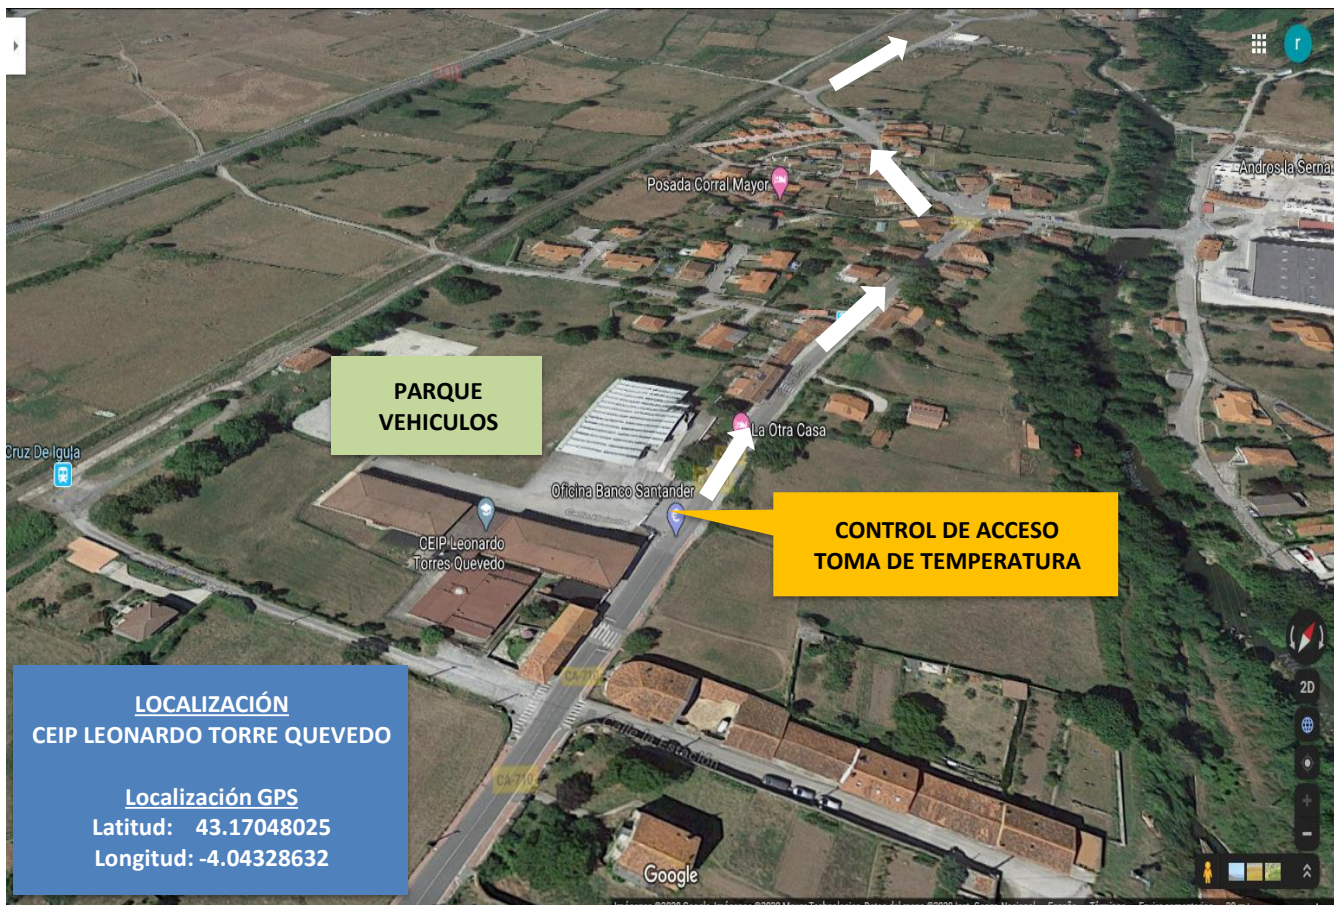 r
Andros la Serna
Posada Corral Mayor
PARQUE
VEHICULOS
La Otra Casa
Cruz De Iguña
Oficina Banco Santander
€
CEIP Leonardo
Torres Quevedo
CONTROL DE ACCESO
TOMA DE TEMPERATURA
CA-710
2D
LOCALIZACIÓN
CEIP LEONARDO TORRE QUEVEDO
Localización GPS
Latitud: 43.17048025
Longitud: -4.04328632
Calle la Estación
CA-710
Google